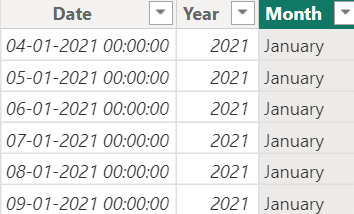 Date Year Month
04-01-2021 00:00:00 2021 January
05-01-2021 00:00:00 2021 January
06-01-2021 00:00:00 2021 January
07-01-2021 00:00:00 2021 January
08-01-2021 00:00:00 2021 January
09-01-2021 00:00:00 2021 January